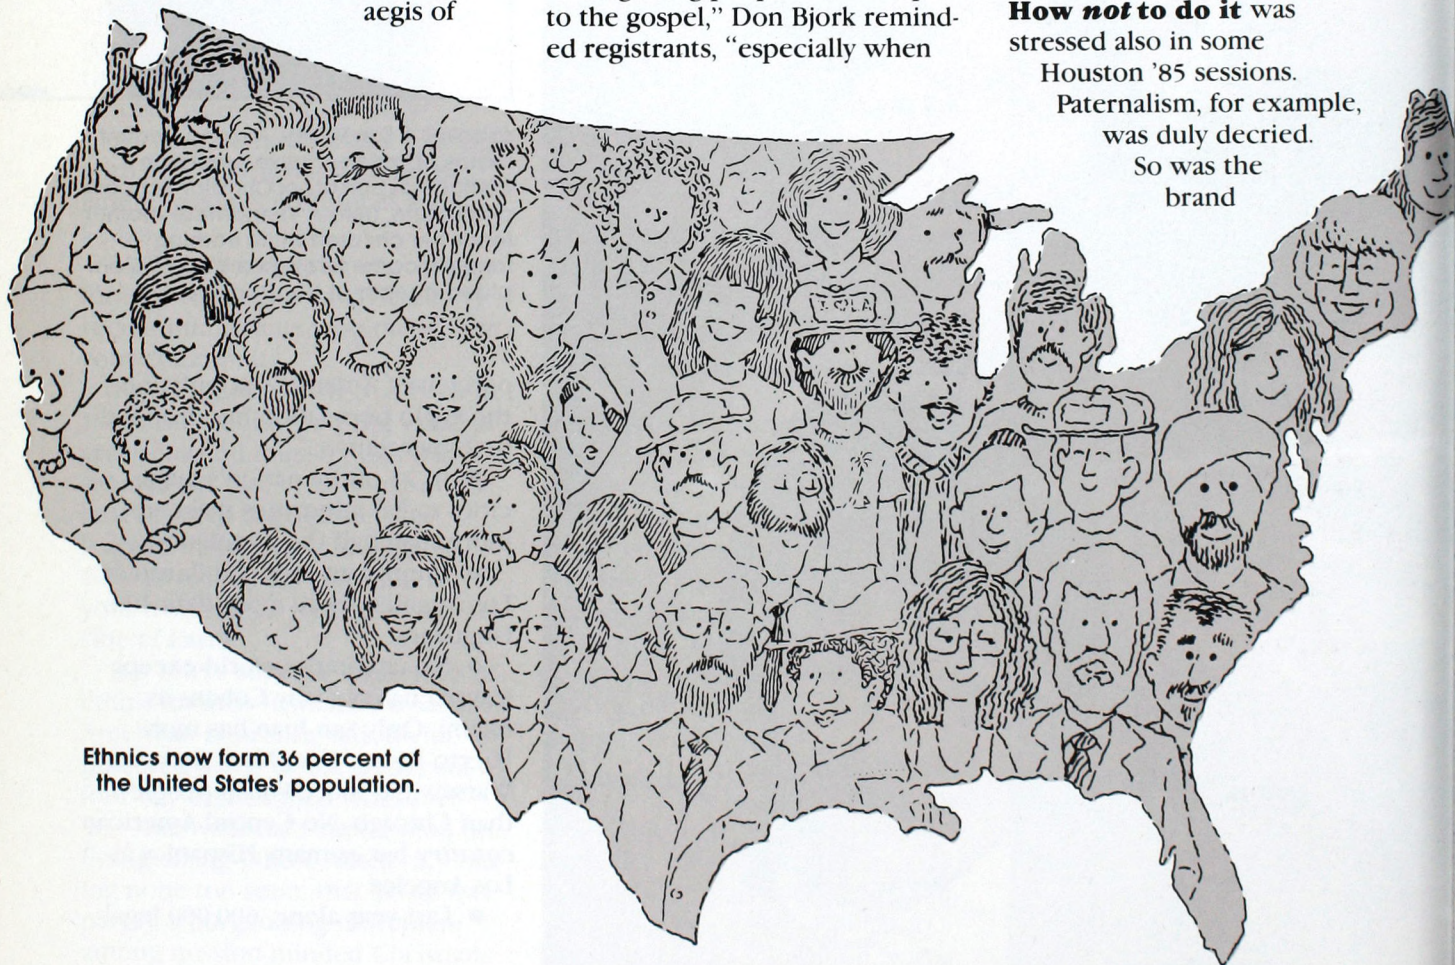 aegis of
to the gospel,” Don Bjork remind-
ed registrants, “especially when
How not to do it was
stressed also in some
Houston ’85 sessions.
Paternalism, for example,
was duly decried.
So was the
brand
Ethnics now form 36 percent of
the United States’ population.